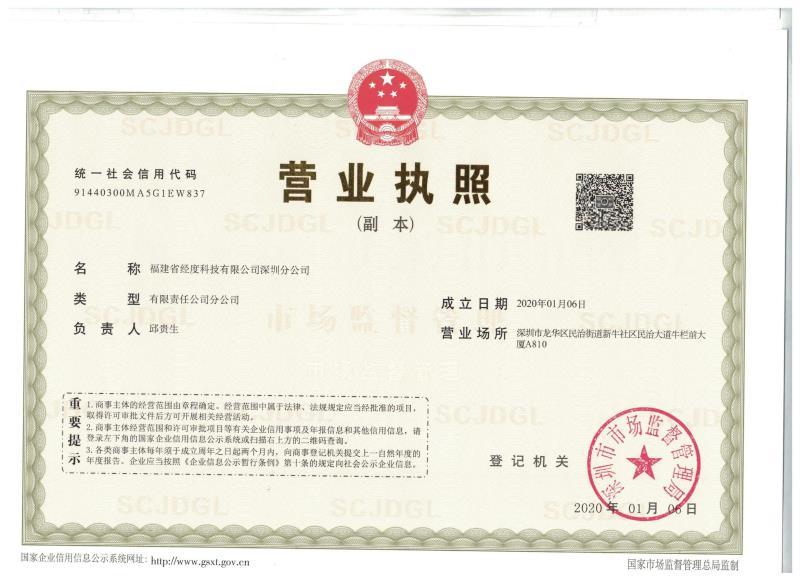 统一社会信用代码
91440300MA5G1EW837
营业执照
(副 本)
名 称 福建省经度科技有限公司深圳分公司
类 型 有限责任公司分公司
负 责 人 邱贵生
成立日期 2020年01月06日
营业场所 深圳市龙华区民治街道新牛社区民治大道牛栏前大
厦A810
重要提示
1.商事主体的经营范围由章程确定。经营范围中属于法律、法规规定应当经批准的项目,
取得许可审批文件后方可开展相关经营活动。
2.商事主体经营范围和许可审批项目等有关企业信用事项及年报信息和其他信用信息,请
登录左下角的国家企业信用信息公示系统或扫描右上方的二维码查询。
3.各类商事主体每年须于成立周年之日起两个月内,向商事登记机关提交上一自然年度的
年度报告。企业应当按照《企业信息公示暂行条例》第十条的规定向社会公示企业信息。
登 记 机 关
深圳市市场监督管理局
2020 年 01 月 06 日
国家企业信用信息公示系统网址: http://www.gsxt.gov.cn
国家市场监督管理总局监制
SCJDGL
市场监督管理